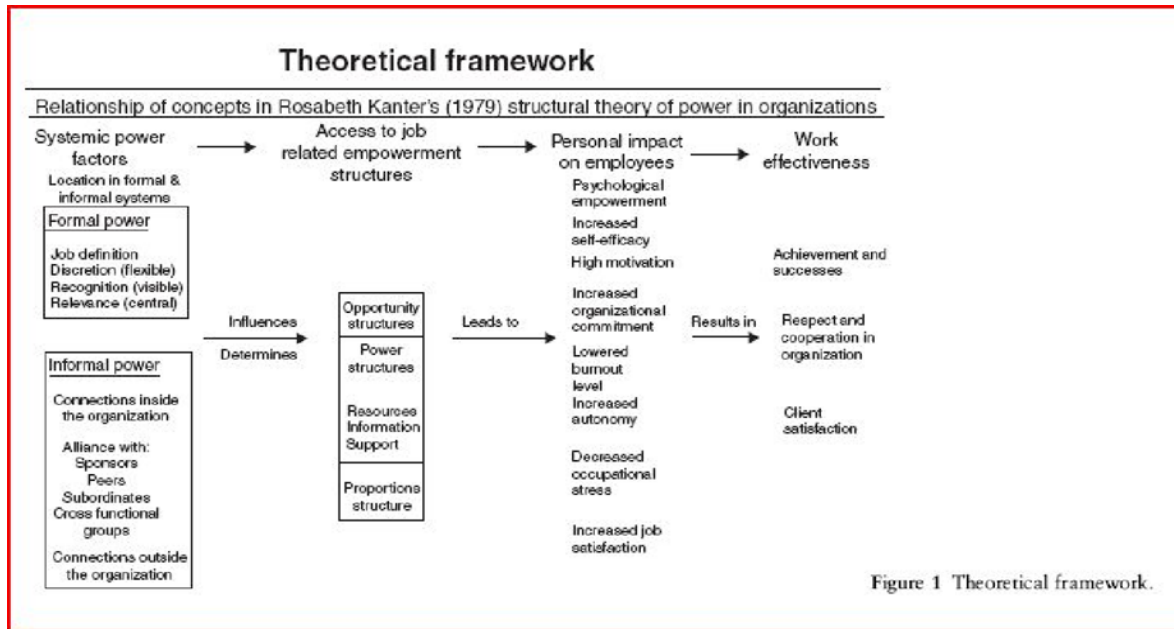 Theoretical framework
Relationship of concepts in Rosabeth Kanter's (1979) structural theory of power in organizations
Systemic power
factors
Access to job
related empowerment
structures
Personal impact
on employees
Work
effectiveness
Location in formal &
informal systems
Formal power
Job definition
Discretion (flexible)
Recognition (visible)
Relevance (central)
Informal power
Connections inside
the organization
Alliance with:
Sponsors
Peers
Subordinates
Cross functional
groups
Connections outside
the organization
Influences
Determines
Opportunity
structures
Power
structures
Resources
Information
Support
Proportions
structure
Leads to
Psychological
empowerment
Increased
self-efficacy
High motivation
Increased
organizational
commitment
Lowered
burnout
level
Increased
autonomy
Decreased
occupational
stress
Increased job
satisfaction
Results in
Achievement and
successes
Respect and
cooperation in
organization
Client
satisfaction
Figure 1 Theoretical framework.